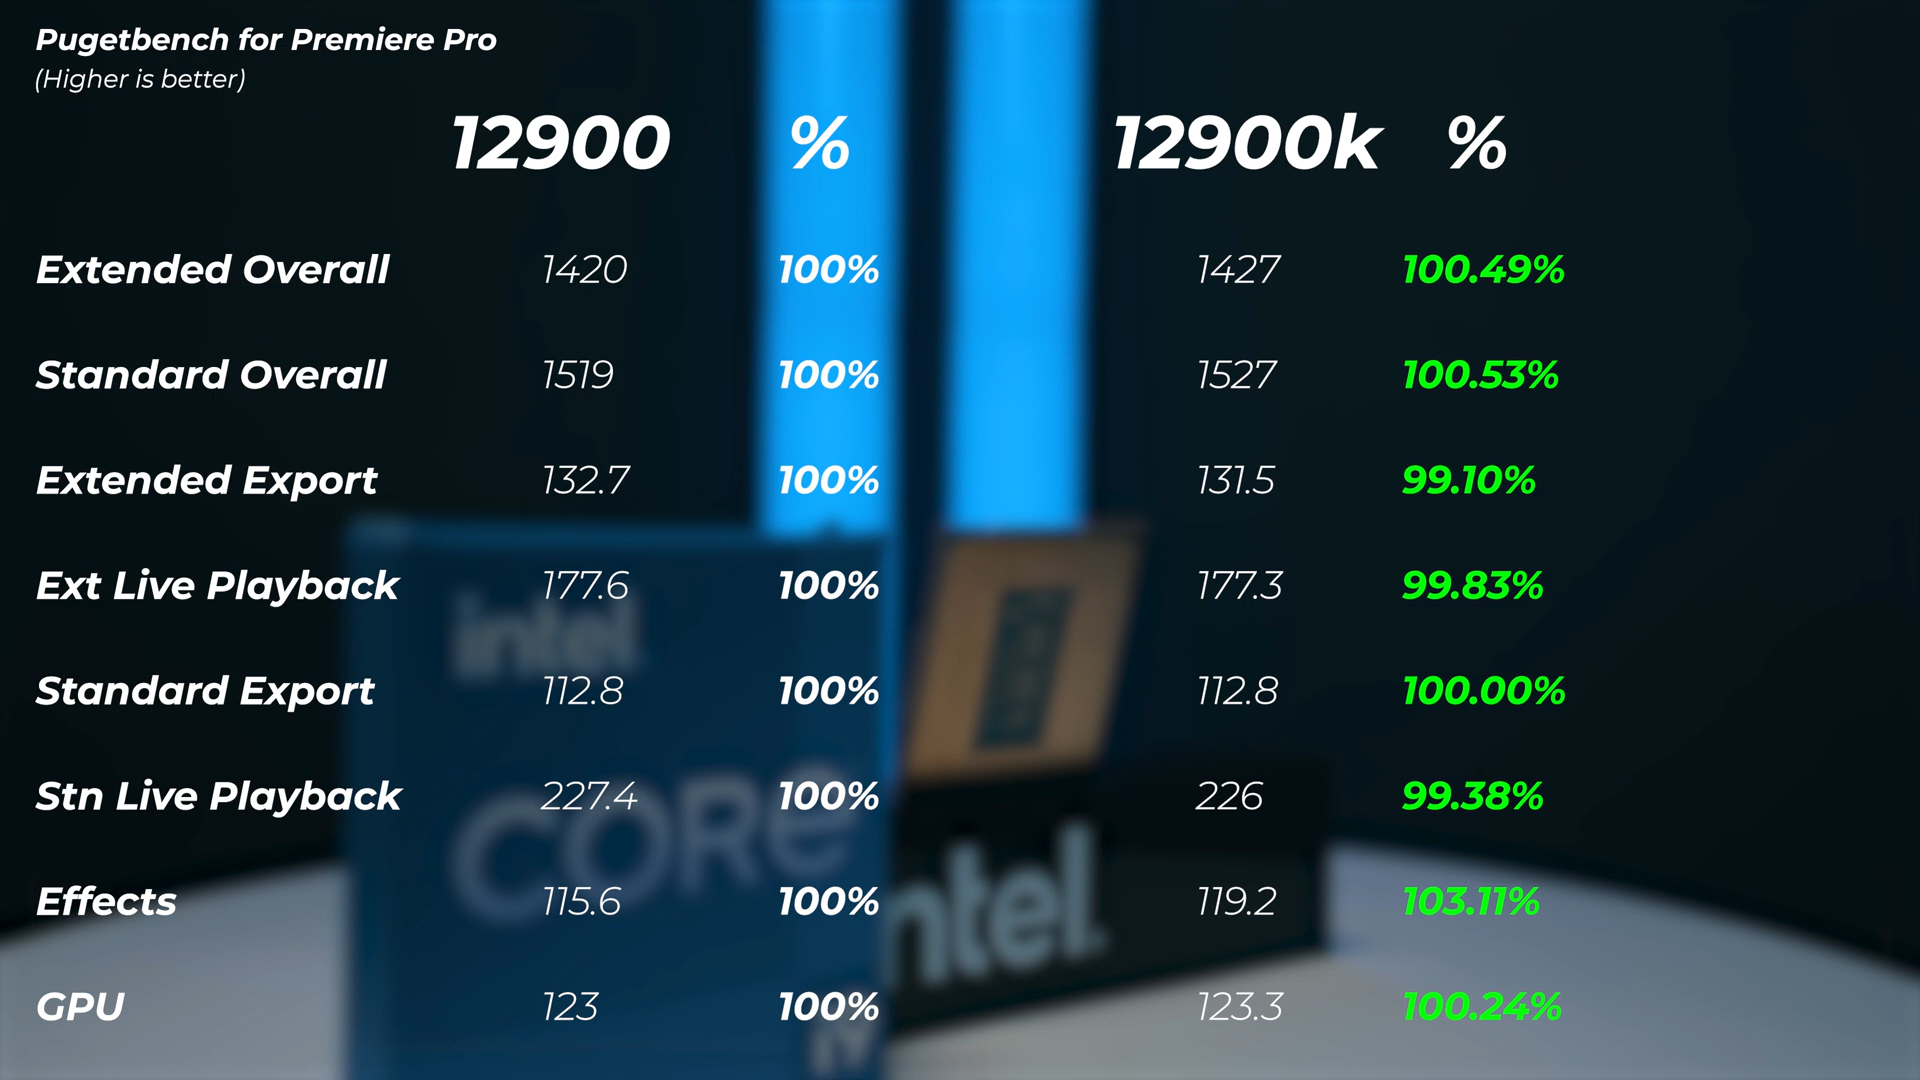 Pugetbench for Premiere Pro
(Higher is better)
12900 % 12900k %
Extended Overall 1420 100% 1427 100.49%
Standard Overall 1519 100% 1527 100.53%
Extended Export 132.7 100% 131.5 99.10%
Ext Live Playback 177.6 100% 177.3 99.83%
intel
Standard Export 112.8 100% 112.8 100.00%
Stn Live Playback 227.4 100% 226 99.38%
CORe
Effects 115.6 100% 119.2 103.11%
ntel.
GPU 123 100% 123.3 100.24%